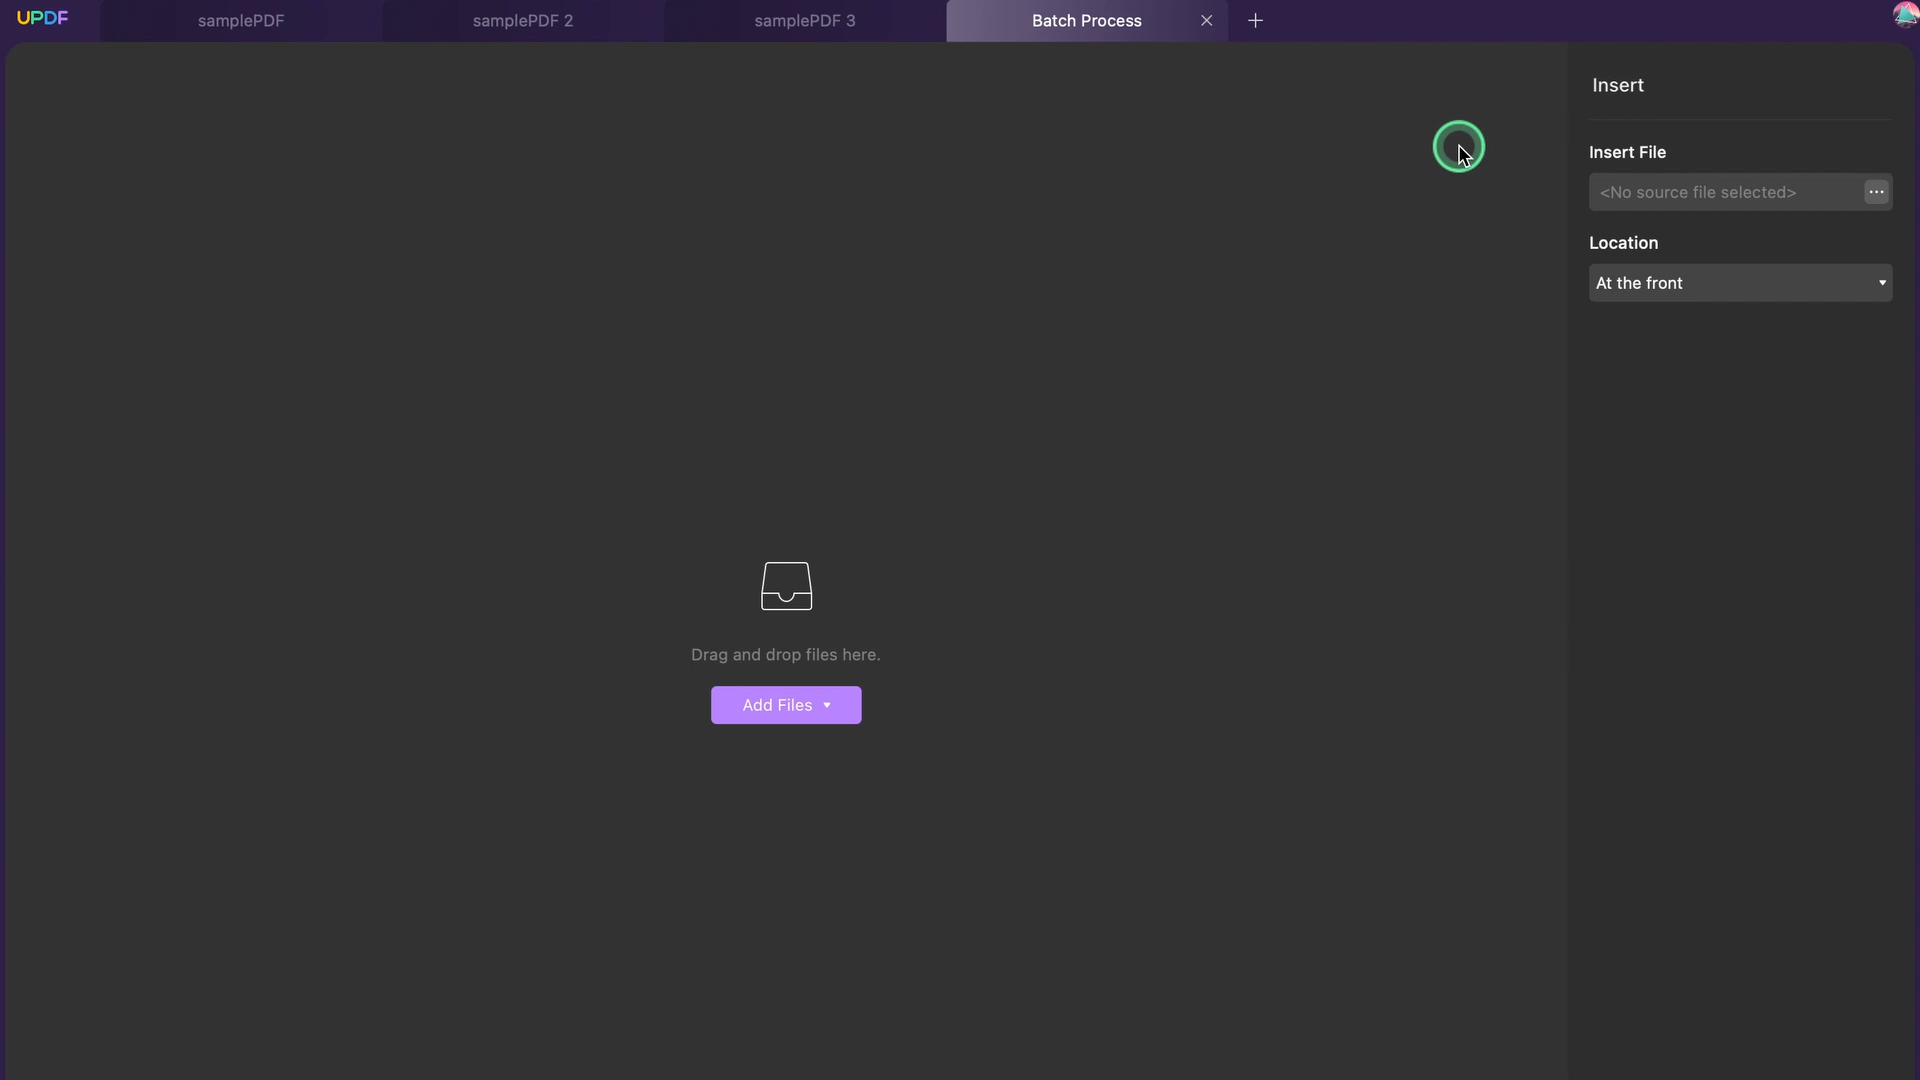 UPDF
samplePDF
samplePDF 2
samplePDF 3
Batch Process
Insert
Insert File
<No source file selected>
Location
At the front
Drag and drop files here.
Add Files